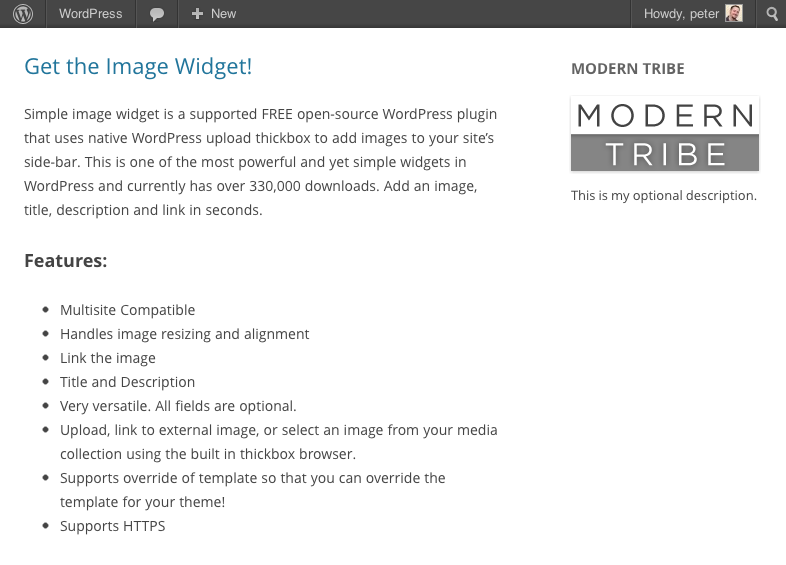 WordPress
New
Howdy, peter
Get the Image Widget!
Simple image widget is a supported FREE open-source WordPress plugin
that uses native WordPress upload thickbox to add images to your site’s
side-bar. This is one of the most powerful and yet simple widgets in
WordPress and currently has over 330,000 downloads. Add an image,
title, description and link in seconds.
Features:
Multisite Compatible
Handles image resizing and alignment
Link the image
Title and Description
Very versatile. All fields are optional.
Upload, link to external image, or select an image from your media
collection using the built in thickbox browser.
Supports override of template so that you can override the
template for your theme!
Supports HTTPS
MODERN TRIBE
MODERN
TRIBE
This is my optional description.